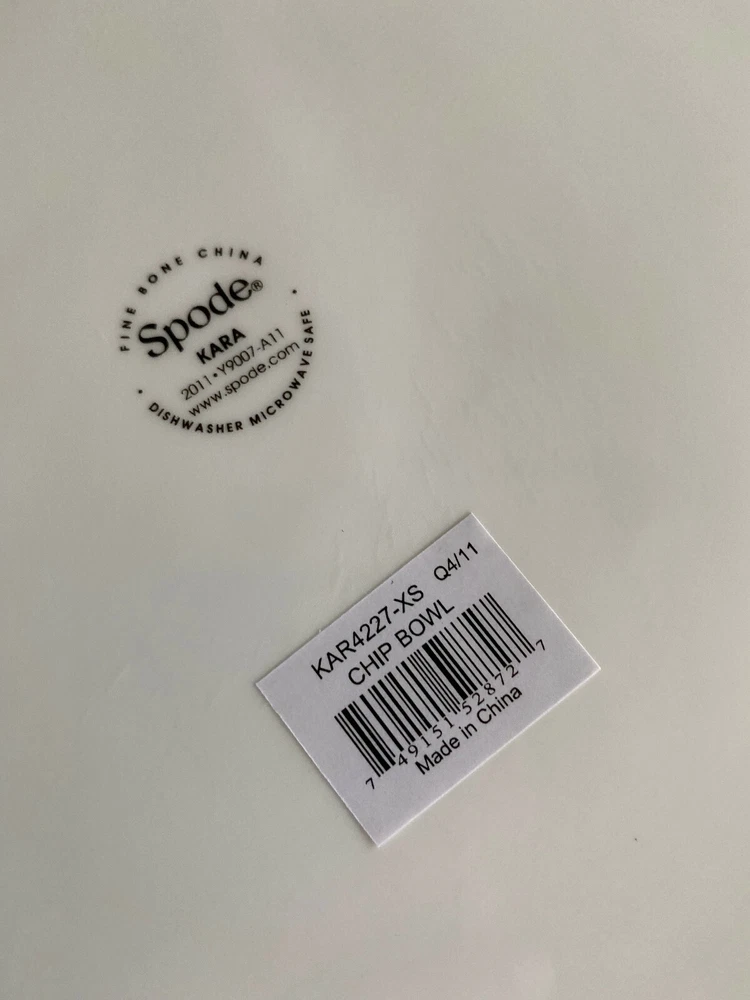 FINE BONE CHINA
Spode®
KARA
2011•Y9007-A11
www.spode.com
• DISHWASHER MICROWAVE SAFE •
KAR4227-XS Q4/11
CHIP BOWL
7 49151 52872 7
Made in China